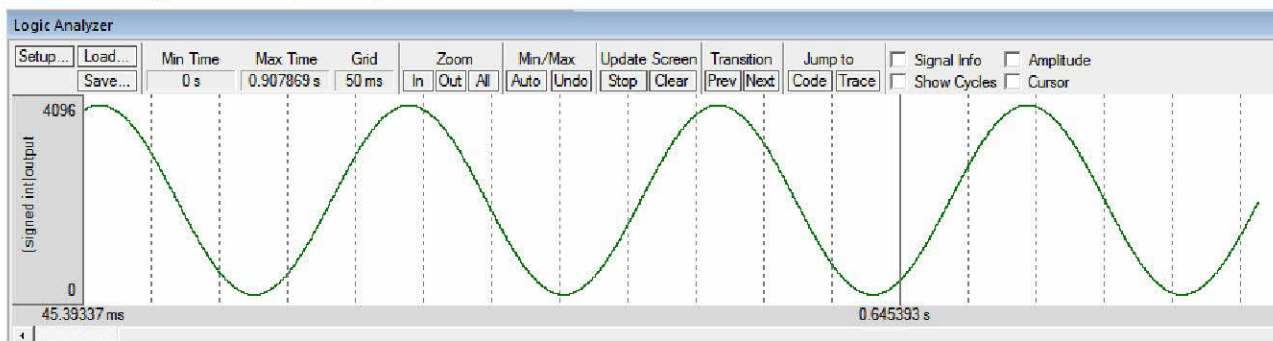 Logic Analyzer
Setup... Load... Min Time Max Time Grid Zoom Min/Max Update Screen Transition Jump to Signal Info Amplitude
Save... 0 s 0.907869 s 50 ms In Out All Auto Undo Stop Clear Prev Next Code Trace Show Cycles Cursor
4096
(signed int)output
0
45.39337 ms 0.645393 s